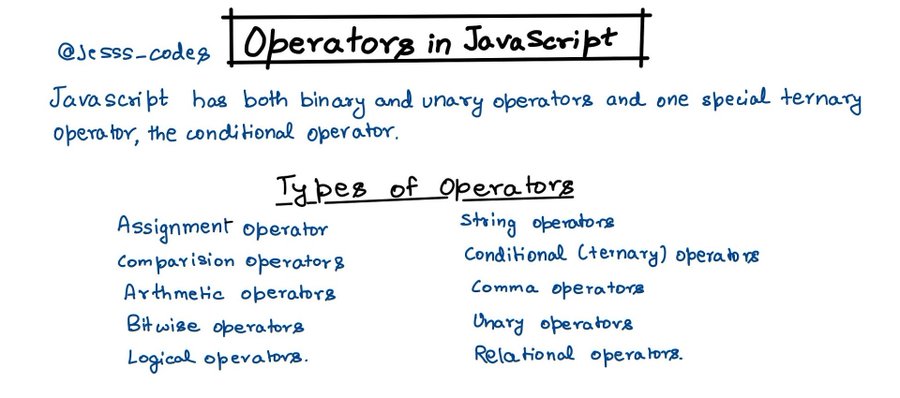 @Jesss_codes
Operators in JavaScript
Javascript has both binary and unary operators and one special ternary
operator, the conditional operator.
Types of Operators
Assignment operator
Comparision operators
Arthmetic operators
Bitwise operators
Logical operators.
String operators
Conditional (ternary) operators
Comma operators
Unary operators
Relational operators.